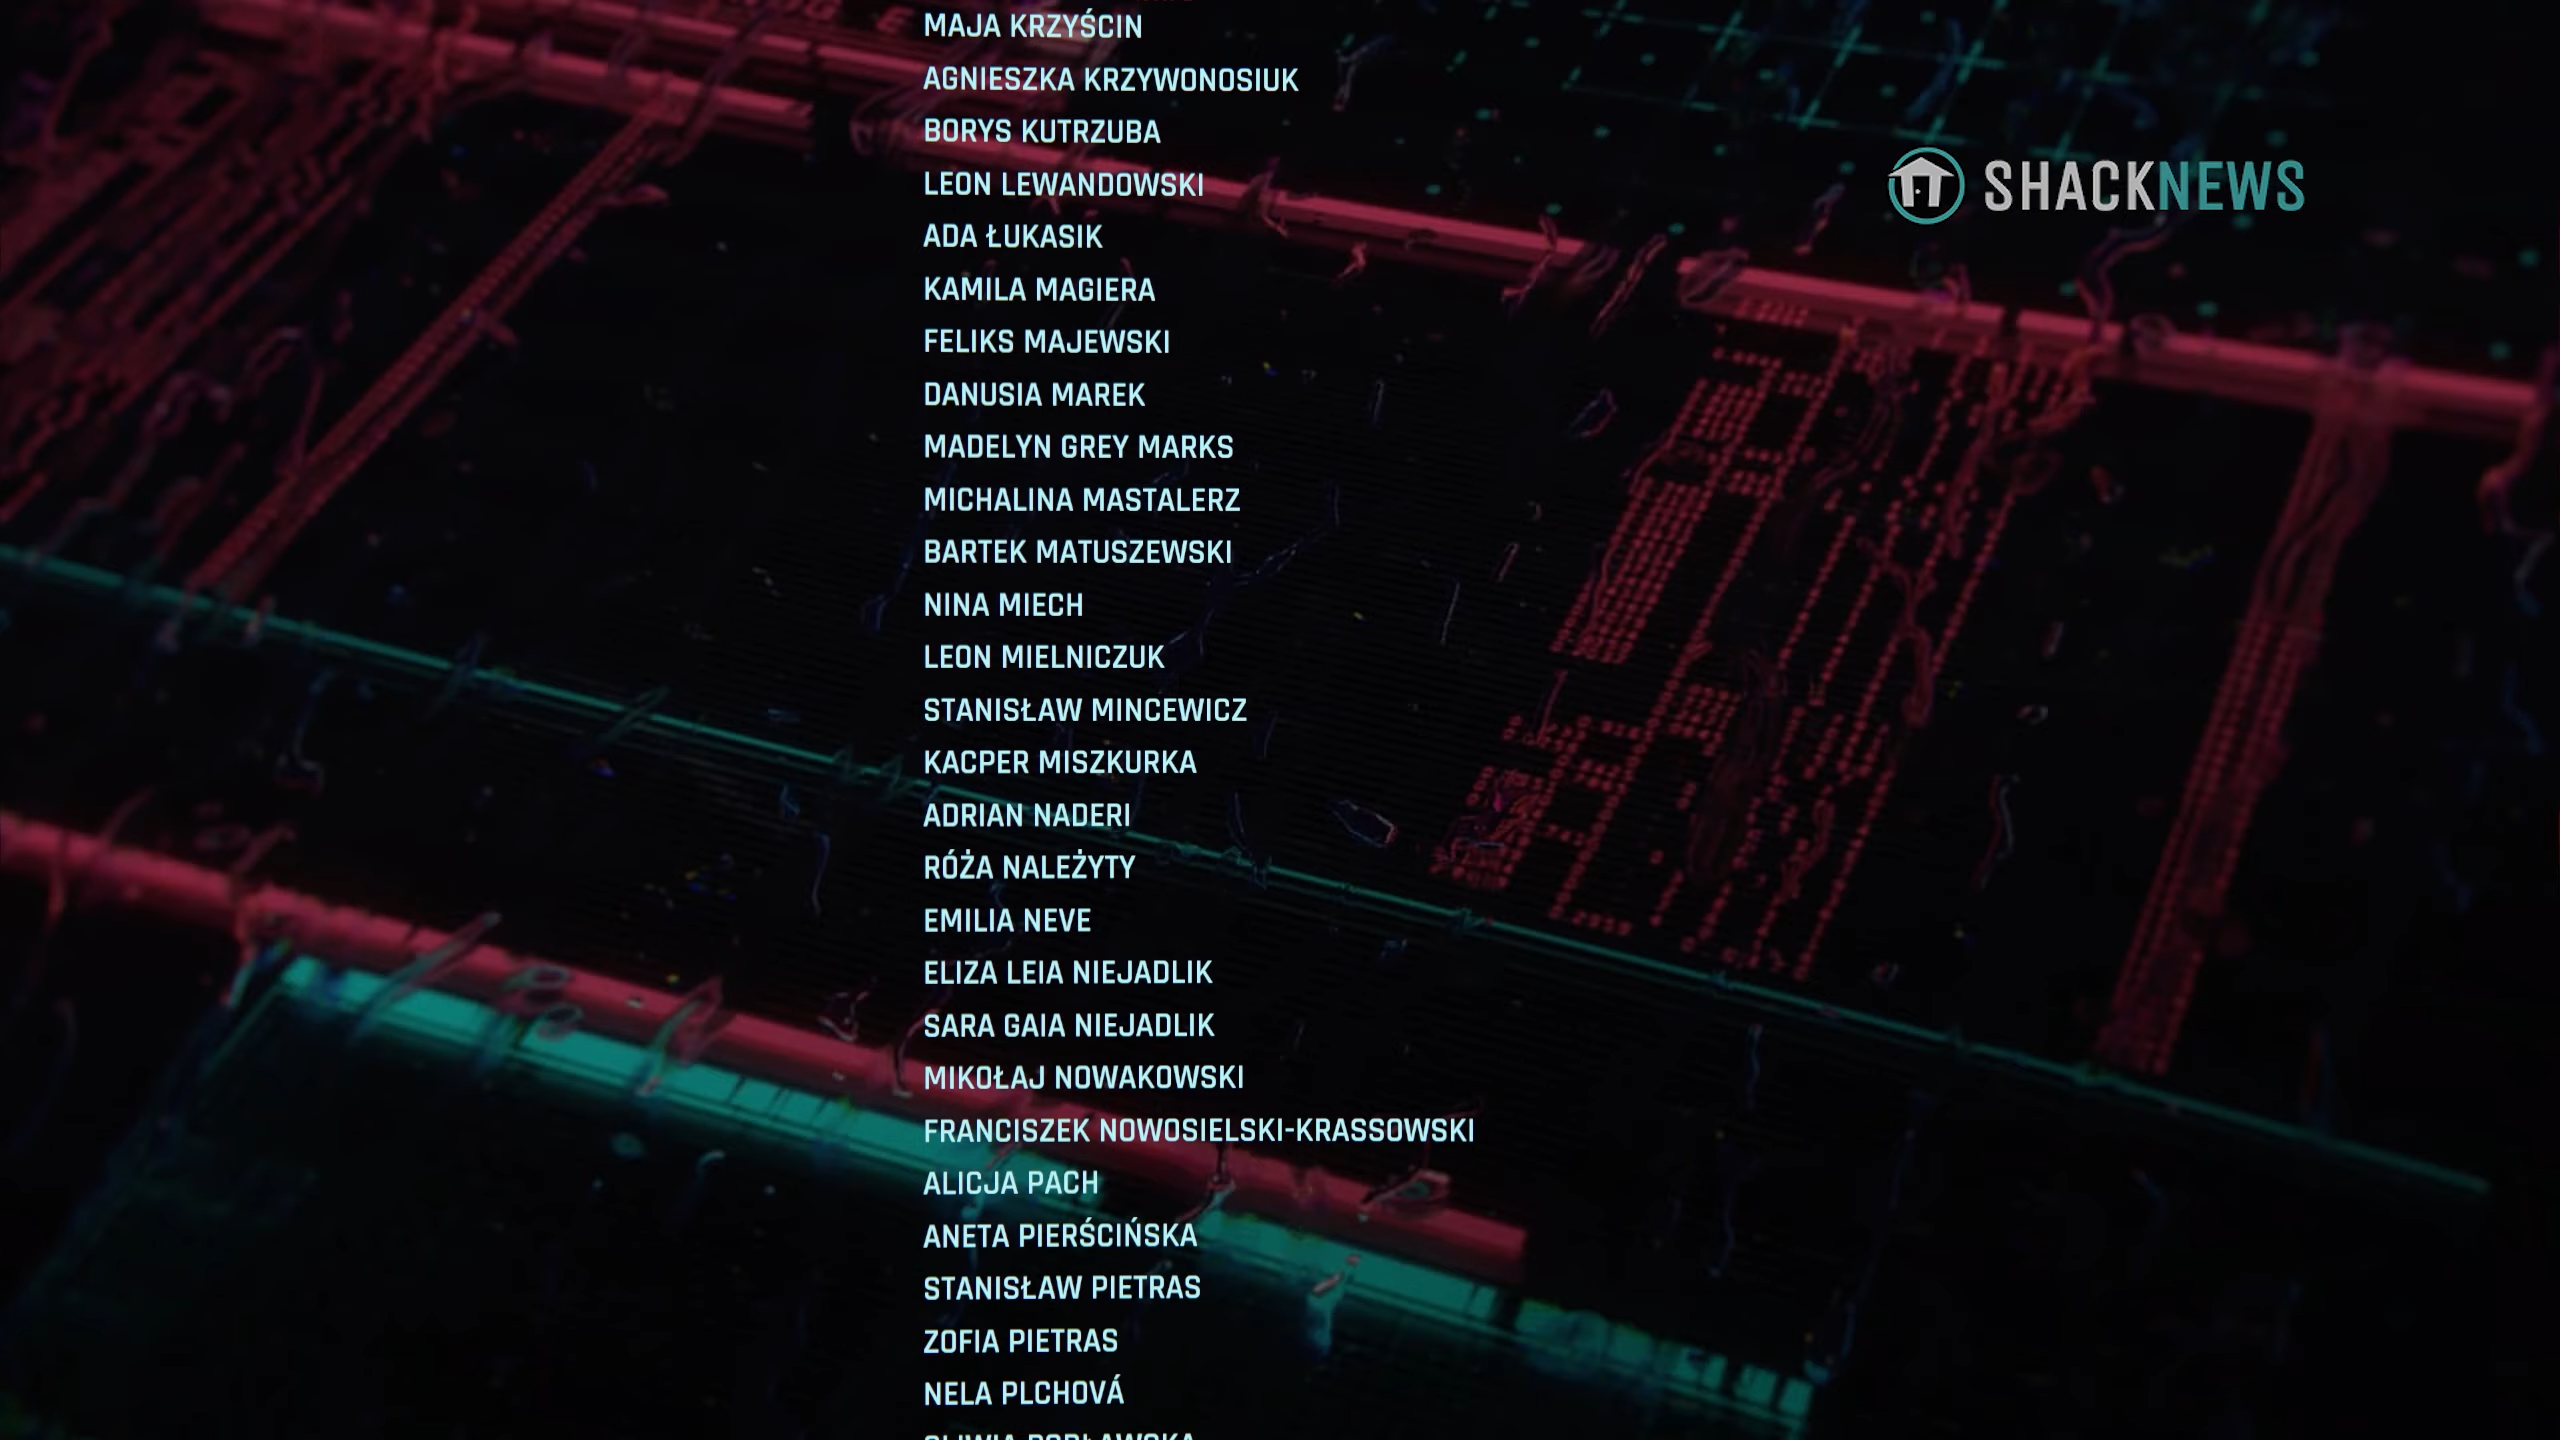 MAJA KRZYŚCIN
AGNIESZKA KRZYWONOSIUK
BORYS KUTRZUBA
LEON LEWANDOWSKI
SHACKNEWS
ADA ŁUKASIK
KAMILA MAGIERA
FELIKS MAJEWSKI
DANUSIA MAREK
MADELYN GREY MARKS
MICHALINA MASTALERZ
BARTEK MATUSZEWSKI
NINA MIECH
LEON MIELNICZUK
STANISŁAW MINCEWICZ
KACPER MISZKURKA
ADRIAN NADERI
RÓŻA NALEŻYTY
EMILIA NEVE
ELIZA LEIA NIEJADLIK
SARA GAIA NIEJADLIK
MIKOŁAJ NOWAKOWSKI
FRANCISZEK NOWOSIELSKI-KRASSOWSKI
ALICJA PACH
ANETA PIERŚCIŃSKA
STANISŁAW PIETRAS
ZOFIA PIETRAS
NELA PLCHOVÁ